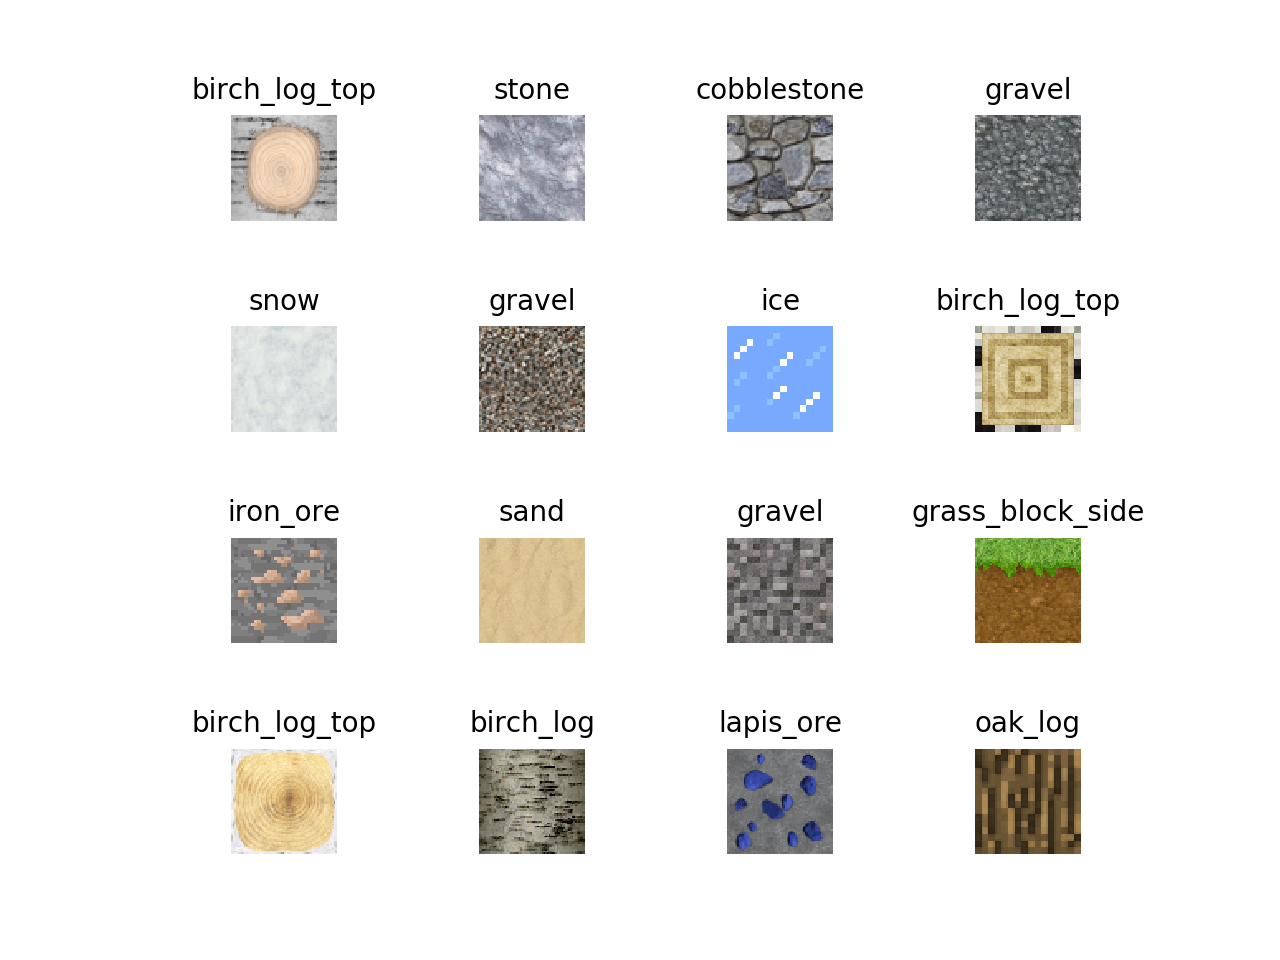 birch_log_top
stone
cobblestone
gravel
snow
gravel
ice
birch_log_top
iron_ore
sand
gravel
grass_block_side
birch_log_top
birch_log
lapis_ore
oak_log